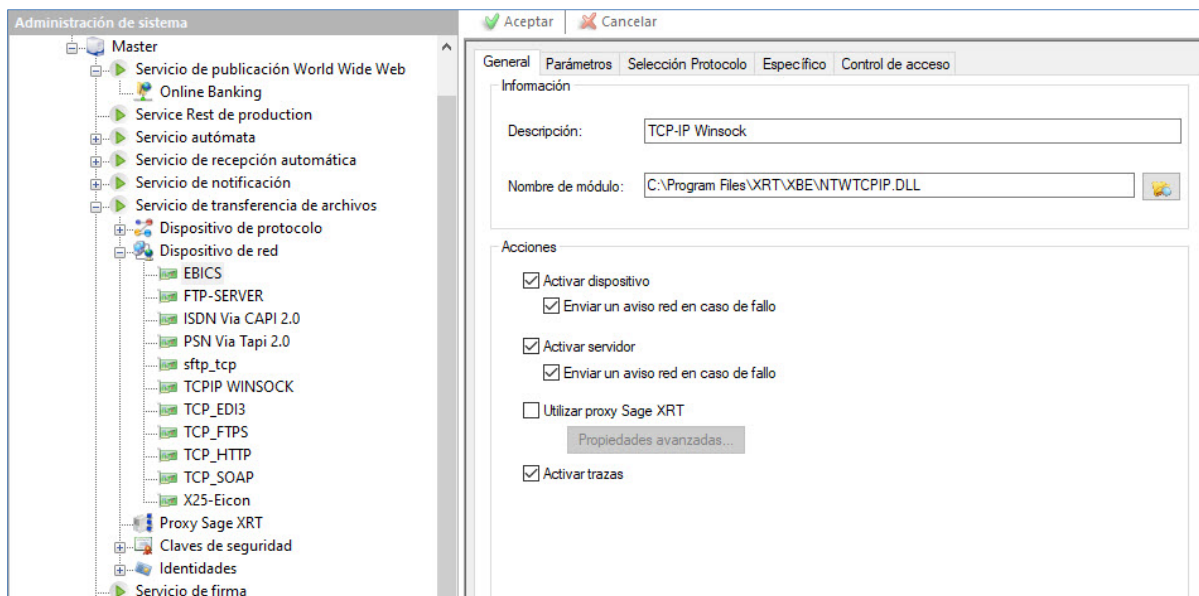 Administración de sistema
Master
Servicio de publicación World Wide Web
Online Banking
Service Rest de production
Servicio autómata
Servicio de recepción automática
Servicio de notificación
Servicio de transferencia de archivos
Dispositivo de protocolo
Dispositivo de red
EBICS
FTP-SERVER
ISDN Via CAPI 2.0
PSN Via Tapi 2.0
sftp_tcp
TCPIP WINSOCK
TCP_EDI3
TCP_FTPS
TCP_HTTP
TCP_SOAP
X25-Eicon
Proxy Sage XRT
Claves de seguridad
Identidades
Servicio de firma
Aceptar Cancelar
General Parámetros Selección Protocolo Específico Control de acceso
Información
Descripción: TCP-IP Winsock
Nombre de módulo: C:\Program Files\XRT\XBE\NTWTCPIP.DLL
Acciones
Activar dispositivo
Enviar un aviso red en caso de fallo
Activar servidor
Enviar un aviso red en caso de fallo
Utilizar proxy Sage XRT
Propiedades avanzadas...
Activar trazas